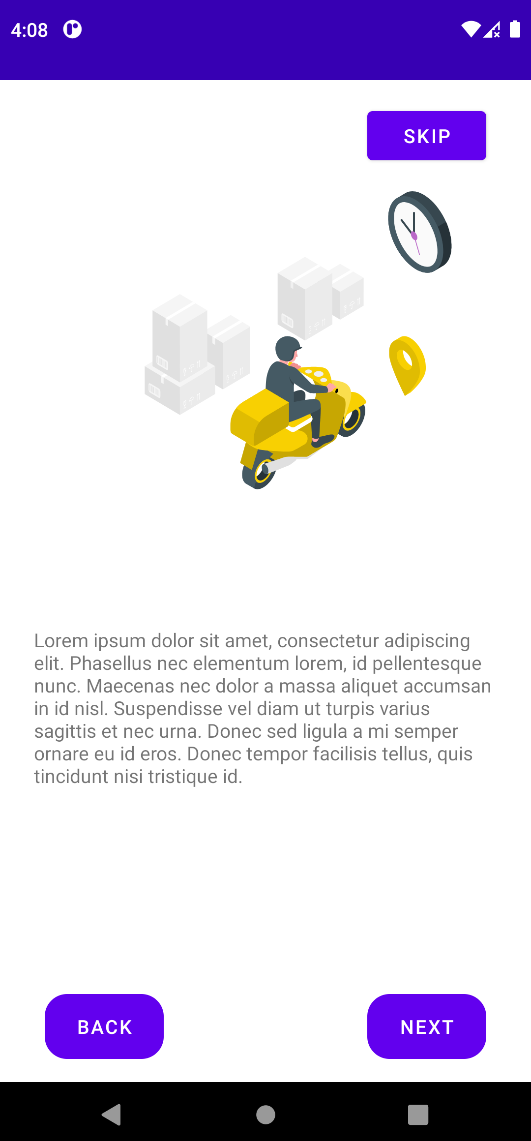 4:08
SKIP
Lorem ipsum dolor sit amet, consectetur adipiscing
elit. Phasellus nec elementum lorem, id pellentesque
nunc. Maecenas nec dolor a massa aliquet accumsan
in id nisl. Suspendisse vel diam ut turpis varius
sagittis et nec urna. Donec sed ligula a mi semper
ornare eu id eros. Donec tempor facilisis tellus, quis
tincidunt nisi tristique id.
BACK
NEXT